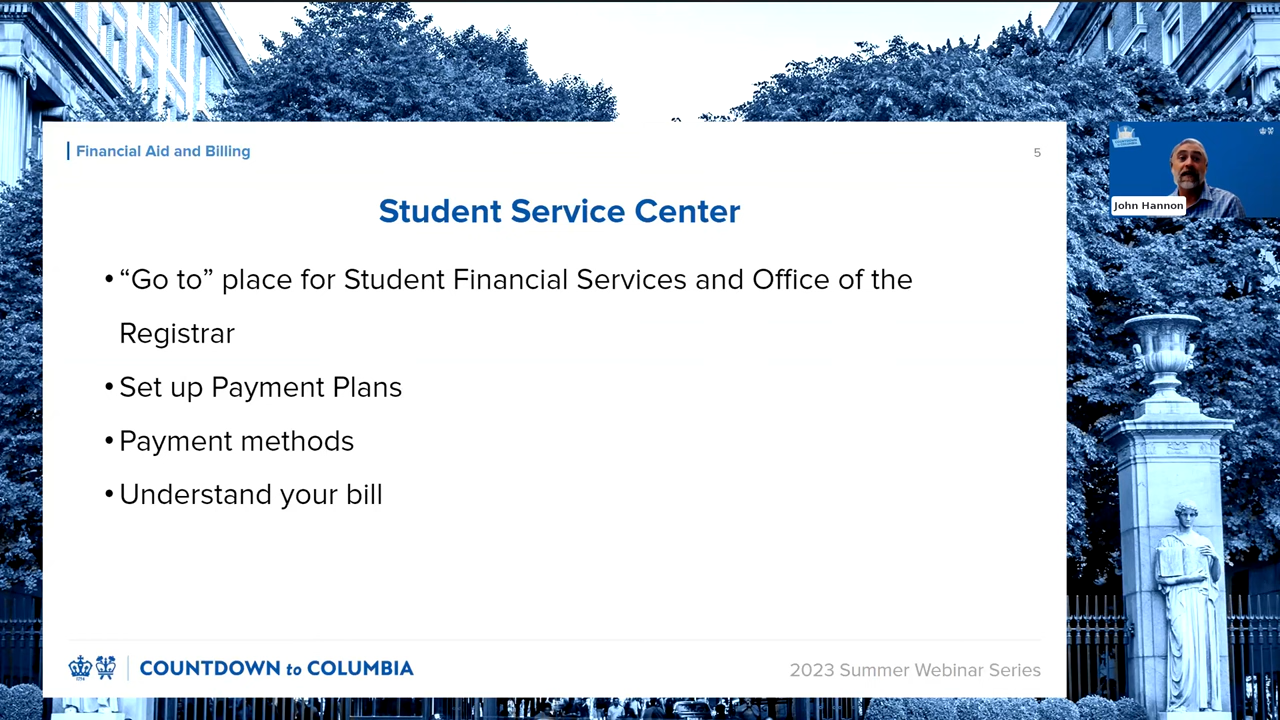 Financial Aid and Billing
5
Student Service Center
• “Go to” place for Student Financial Services and Office of the
Registrar
• Set up Payment Plans
• Payment methods
• Understand your bill
John Hannon
COUNTDOWN to COLUMBIA
2023 Summer Webinar Series